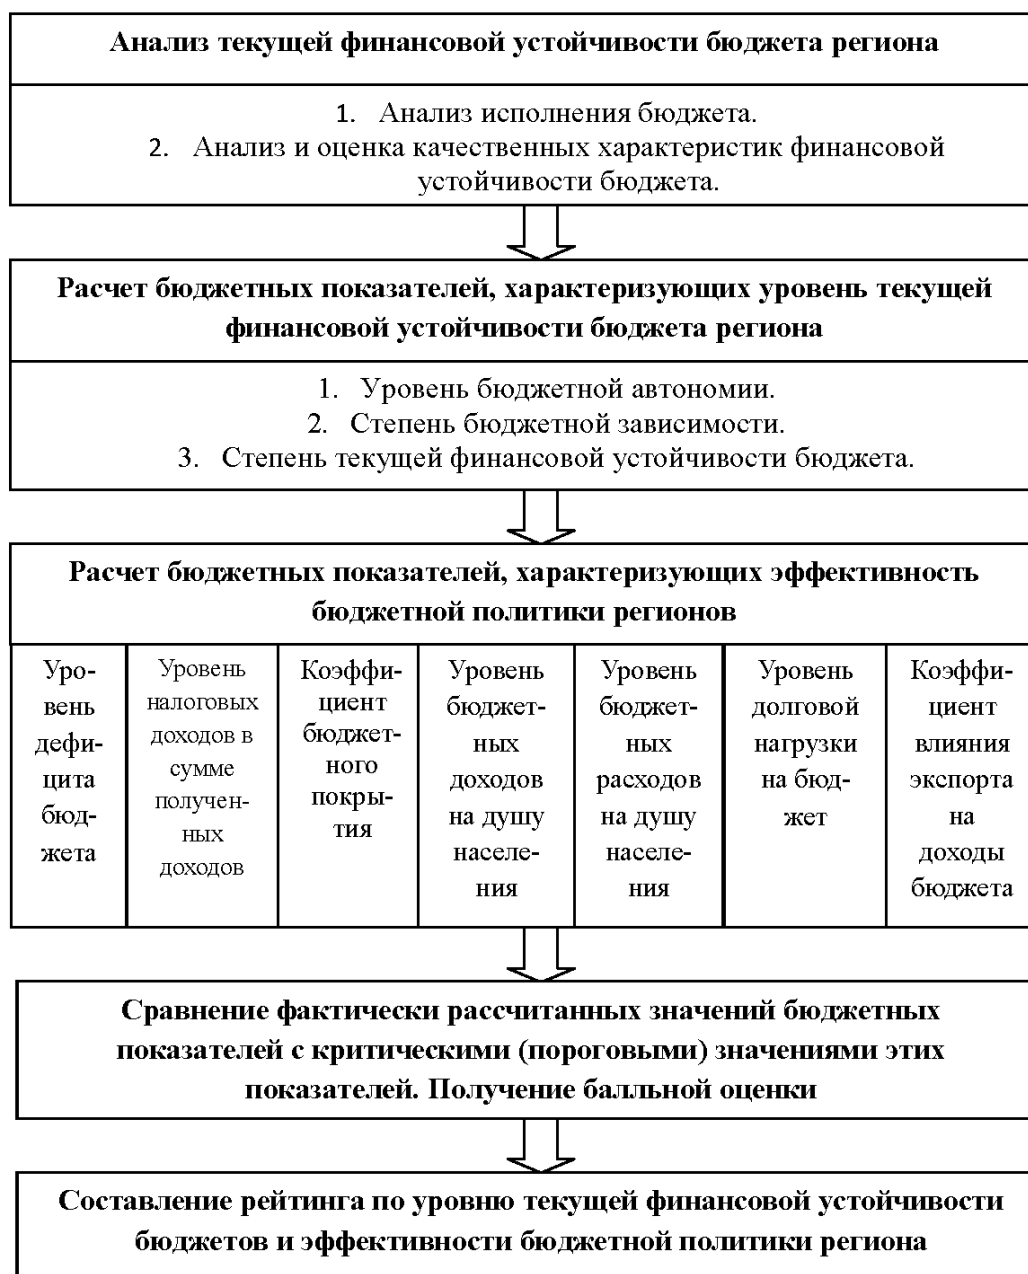 Анализ текущей финансовой устойчивости бюджета региона
1. Анализ исполнения бюджета.
2. Анализ и оценка качественных характеристик финансовой
устойчивости бюджета.
Расчет бюджетных показателей, характеризующих уровень текущей
финансовой устойчивости бюджета региона
1. Уровень бюджетной автономии.
2. Степень бюджетной зависимости.
3. Степень текущей финансовой устойчивости бюджета.
Расчет бюджетных показателей, характеризующих эффективность
бюджетной политики регионов
Уро-
вень
дефи-
цита
бюд-
жета
Уровень
налоговых
доходов в
сумме
получен-
ных
доходов
Коэффи-
циент
бюджет-
ного
покры-
тия
Уровень
бюджет-
ных
доходов
на душу
населе-
ния
Уровень
бюджет-
ных
расходов
на душу
населе-
ния
Уровень
долговой
нагрузки
на бюд-
жет
Коэффи-
циент
влияния
экспорта
на
доходы
бюджета
Сравнение фактически рассчитанных значений бюджетных
показателей с критическими (пороговыми) значениями этих
показателей. Получение балльной оценки
Составление рейтинга по уровню текущей финансовой устойчивости
бюджетов и эффективности бюджетной политики региона